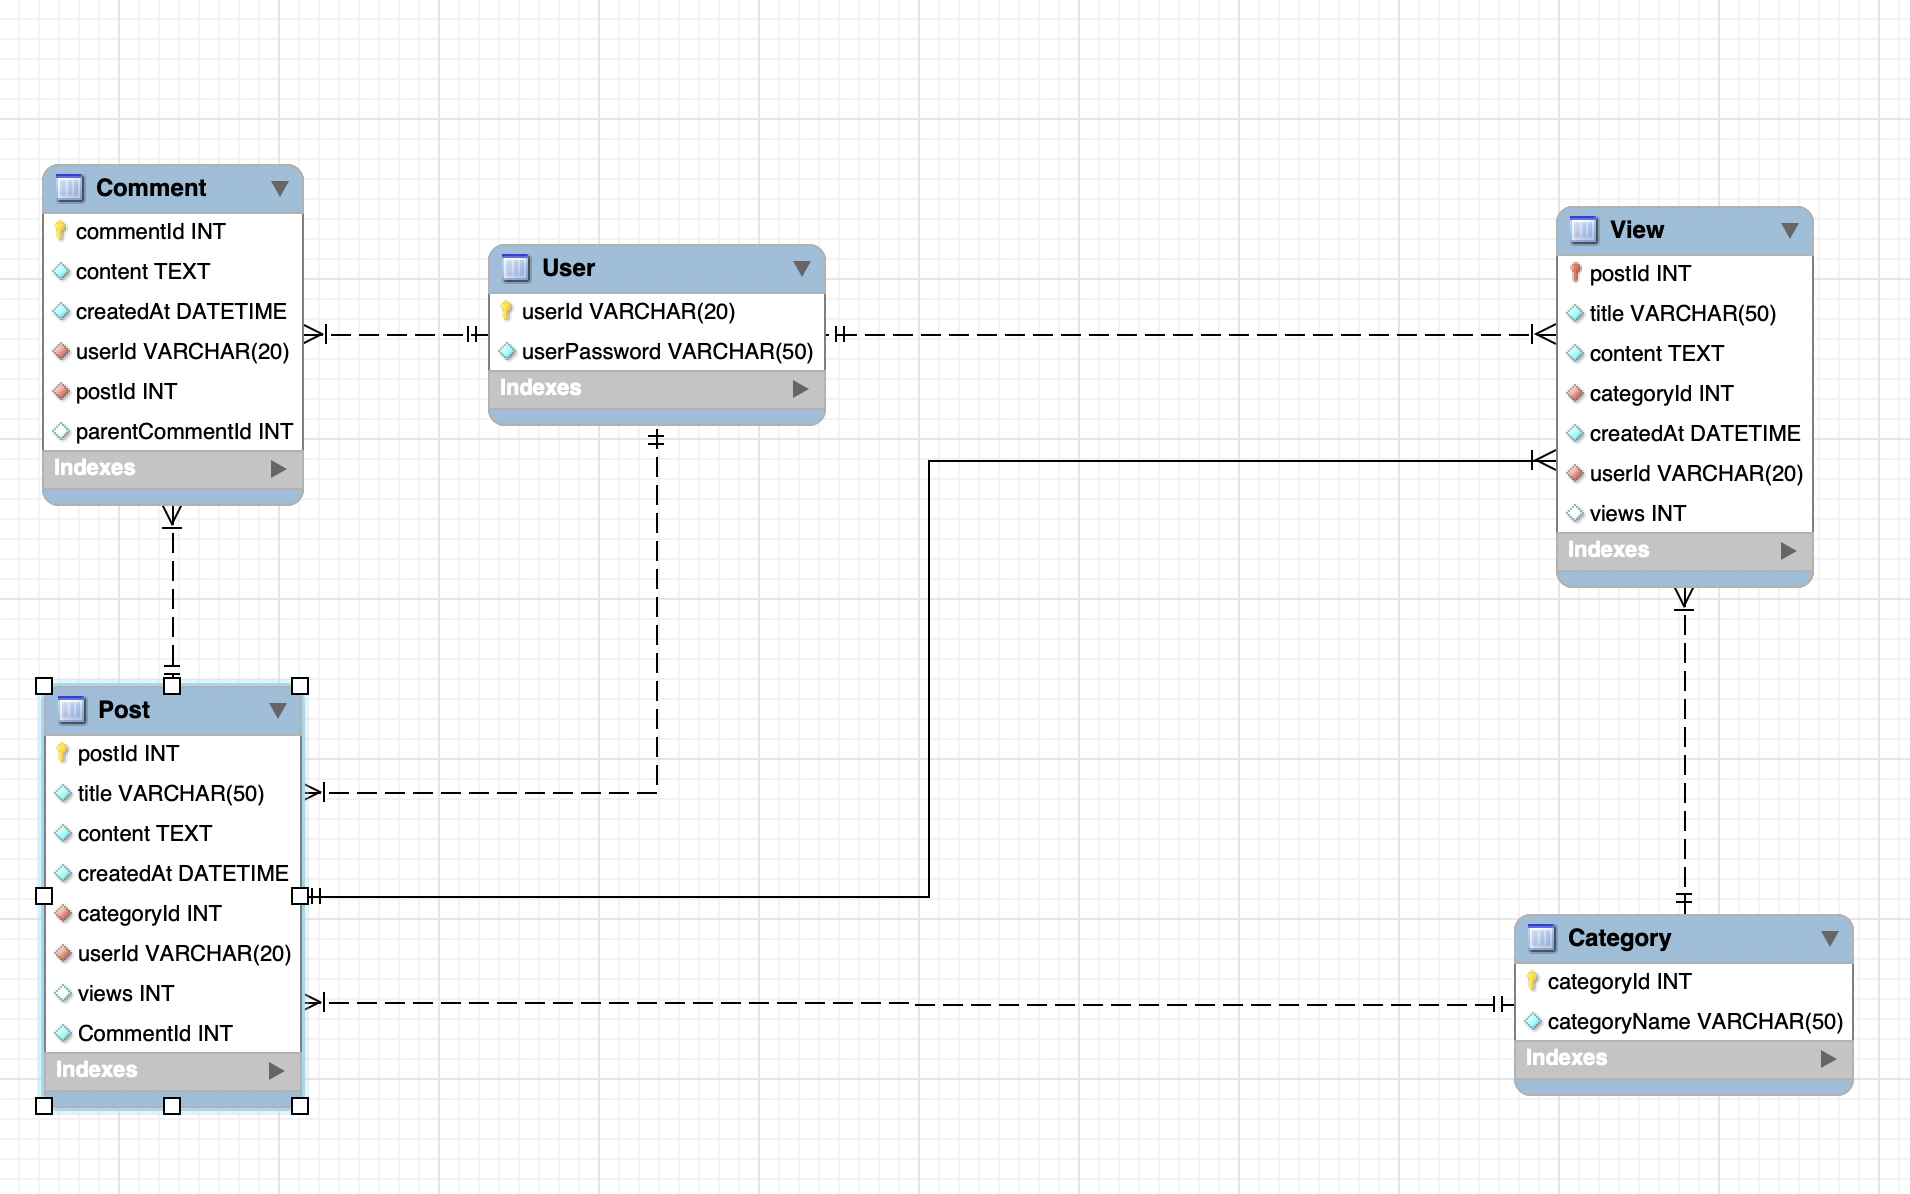 Comment
commentId INT
content TEXT
createdAt DATETIME
userId VARCHAR(20)
postId INT
parentCommentId INT
Indexes
User
userId VARCHAR(20)
userPassword VARCHAR(50)
Indexes
View
postId INT
title VARCHAR(50)
content TEXT
categoryId INT
createdAt DATETIME
userId VARCHAR(20)
views INT
Indexes
Post
postId INT
title VARCHAR(50)
content TEXT
createdAt DATETIME
categoryId INT
userId VARCHAR(20)
views INT
CommentId INT
Indexes
Category
categoryId INT
categoryName VARCHAR(50)
Indexes